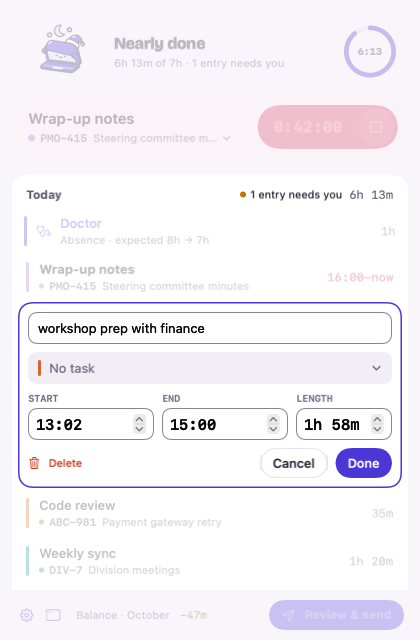 Nearly done
6h 13m of 7h · 1 entry needs you
6:13
Wrap-up notes
PMO-415 Steering committee m...
0:42:00
Today
1 entry needs you 6h 13m
Doctor
Absence · expected 8h → 7h
1h
Wrap-up notes
PMO-415 Steering committee minutes
16:00–now
workshop prep with finance
No task
START END LENGTH
13:02 15:00 1h 58m
Delete Cancel Done
Code review
ABC-981 Payment gateway retry
35m
Weekly sync
DIV-7 Division meetings
1h 20m
Balance · October −47m
Review & send